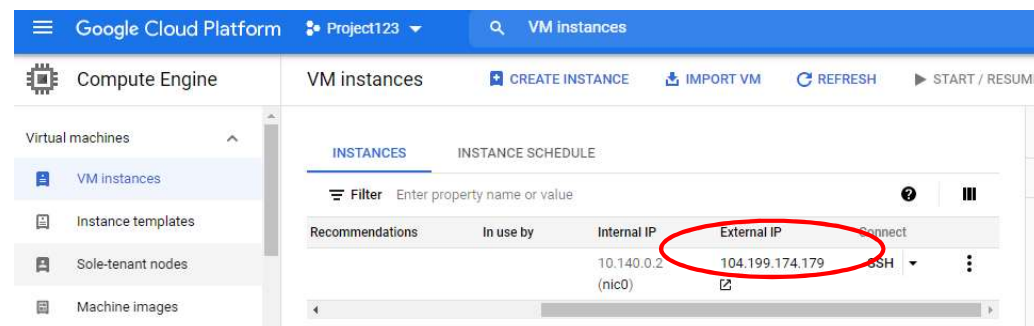 Google Cloud Platform Project123 VM instances
Compute Engine VM instances CREATE INSTANCE IMPORT VM REFRESH START / RESUM
Virtual machines
INSTANCES INSTANCE SCHEDULE
VM instances
Filter Enter property name or value
Instance templates
Recommendations In use by Internal IP External IP Connect
Sole-tenant nodes
10.140.0.2 104.199.174.179 SSH
(nic0)
Machine images